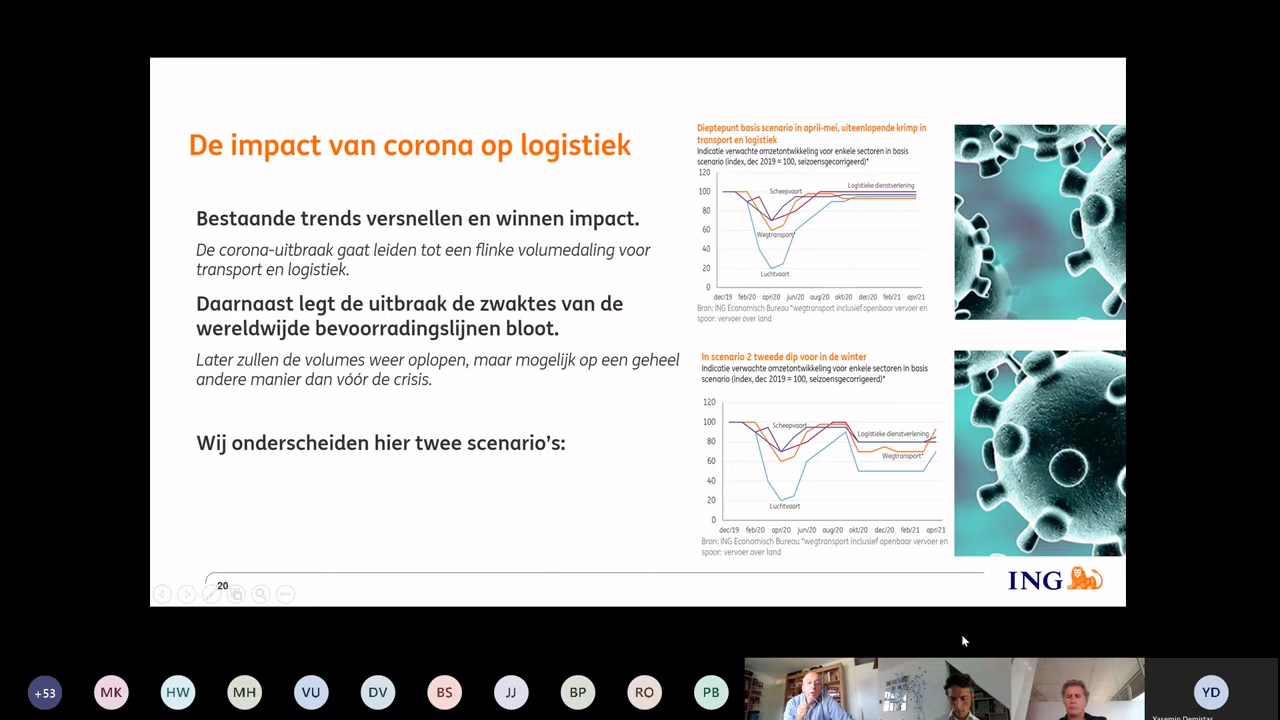 De impact van corona op logistiek
Bestaande trends versnellen en winnen impact.
De corona-uitbraak gaat leiden tot een flinke volumedaling voor
transport en logistiek.
Daarnaast legt de uitbraak de zwaktes van de
wereldwijde bevoorradingslijnen bloot.
Later zullen de volumes weer oplopen, maar mogelijk op een geheel
andere manier dan vóór de crisis.
Wij onderscheiden hier twee scenario's:
Dieptepunt basis scenario in april-mei, uiteenlopende krimp in
transport en logistiek
Indicatie verwachte omzetontwikkeling voor enkele sectoren in basis
scenario (index, dec 2019 = 100, seizoensgecorrigeerd)*
120
100
80
60
40
20
0
Scheepvaart
Logistieke dienstverlening
Wegtransport*
Luchtvaart
dec/19 feb/20 apr/20 jun/20 aug/20 okt/20 dec/20 feb/21 apr/21
Bron: ING Economisch Bureau *wegtransport inclusief openbaar vervoer en
spoor: vervoer over land
In scenario 2 tweede dip voor in de winter
Indicatie verwachte omzetontwikkeling voor enkele sectoren in basis
scenario (index, dec 2019 = 100, seizoensgecorrigeerd)*
120
100
80
60
40
20
0
Scheepvaart
Logistieke dienstverlening
Wegtransport*
Luchtvaart
dec/19 feb/20 apr/20 jun/20 aug/20 okt/20 dec/20 feb/21 apr/21
Bron: ING Economisch Bureau *wegtransport inclusief openbaar vervoer en
spoor: vervoer over land
20
ING
+53 MK HW MH VU DV BS JJ BP RO PB YD
Yasemin Demirtas